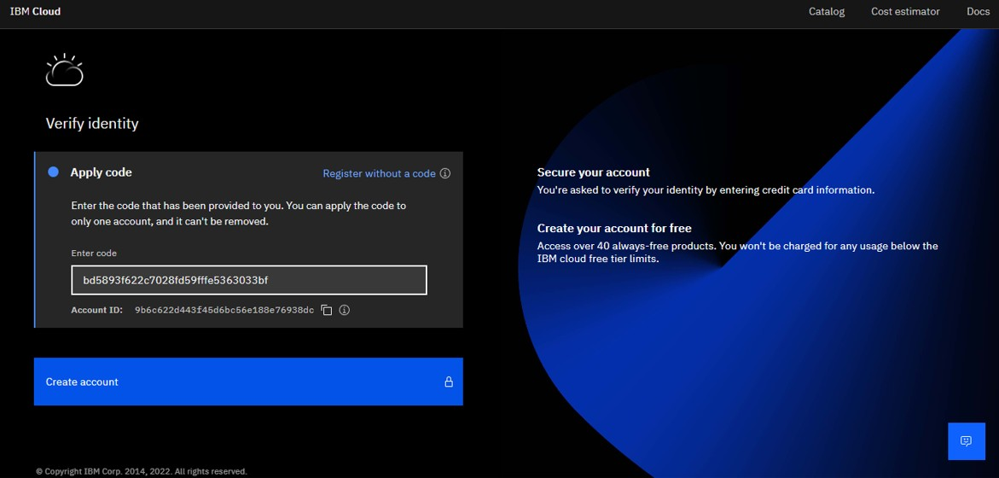 IBM Cloud
Catalog
Cost estimator
Docs
Verify identity
Apply code
Register without a code
Enter the code that has been provided to you. You can apply the code to
only one account, and it can't be removed.
Enter code
bd5893f622c7028fd59fffe5363033bf
Account ID: 9b6c622d443f45d6bc56e188e76938dc
Create account
Secure your account
You're asked to verify your identity by entering credit card information.
Create your account for free
Access over 40 always-free products. You won't be charged for any usage below the
IBM cloud free tier limits.
© Copyright IBM Corp. 2014, 2022. All rights reserved.